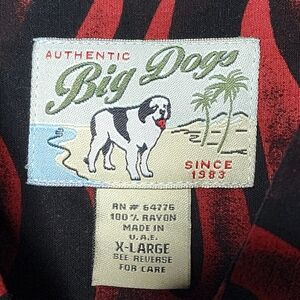 AUTHENTIC
Big Dogs
SINCE
1983
RN # 64776
100% RAYON
MADE IN
U.A.E.
X-LARGE
SEE REVERSE
FOR CARE